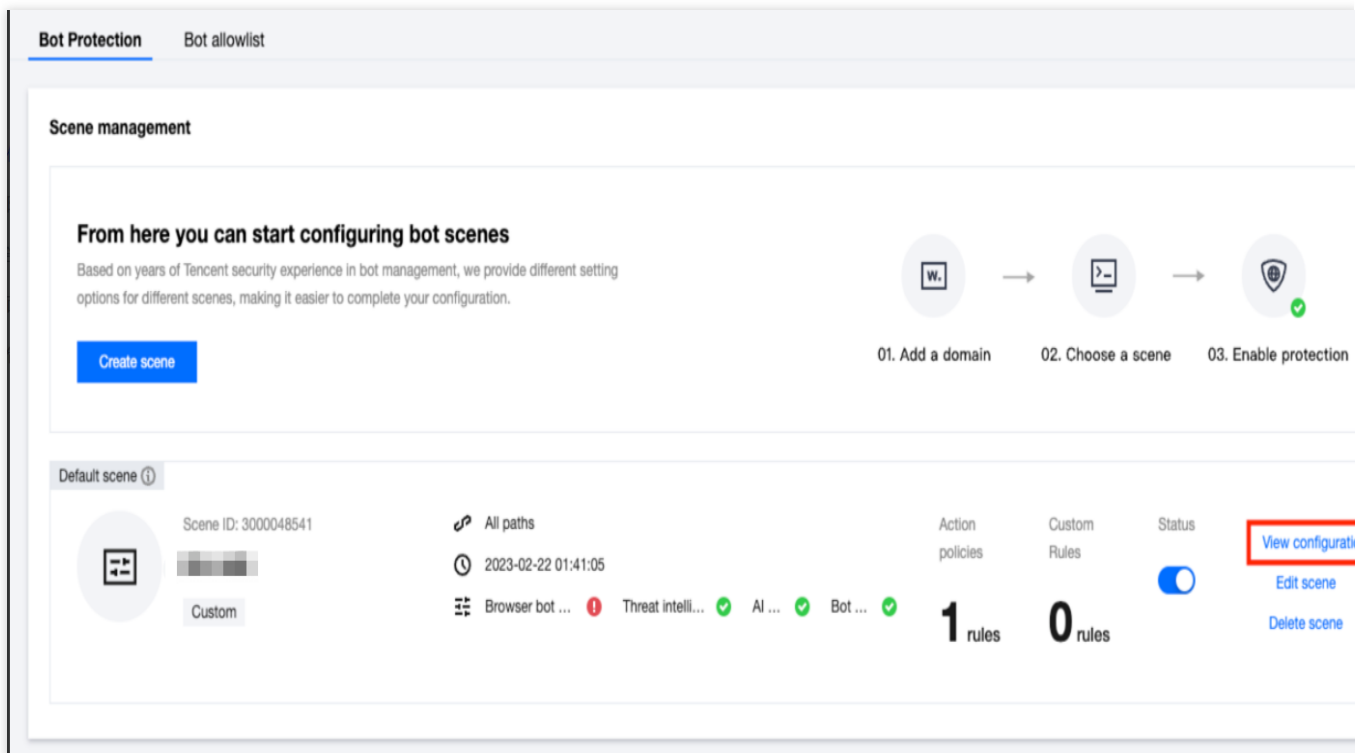 Bot Protection
Bot allowlist
Scene management
From here you can start configuring bot scenes
Based on years of Tencent security experience in bot management, we provide different setting
options for different scenes, making it easier to complete your configuration.
Create scene
W.
01. Add a domain
02. Choose a scene
03. Enable protection
Default scene
Scene ID: 3000048541
Custom
All paths
2023-02-22 01:41:05
Browser bot ... Threat intelli... AI ... Bot ...
Action
policies
1 rules
Custom
Rules
0 rules
Status
View configurati
Edit scene
Delete scene